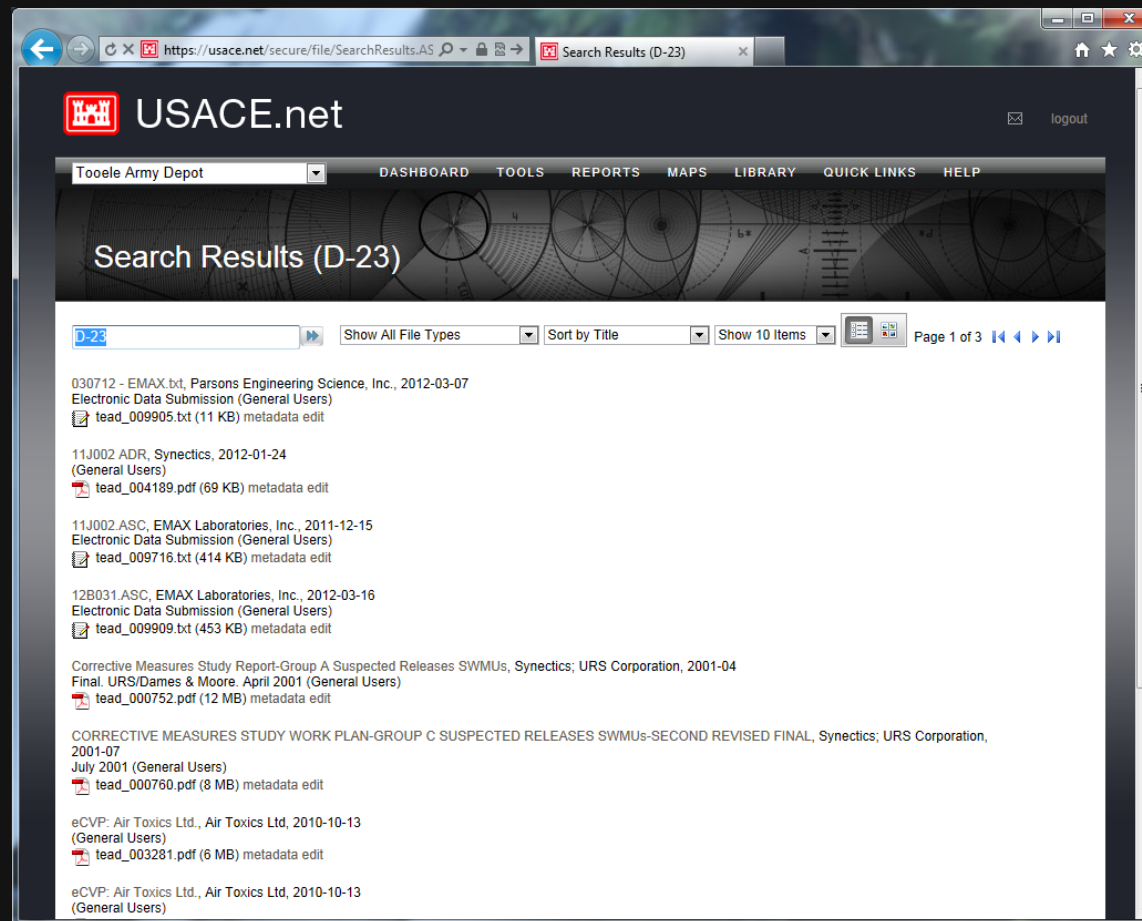 https://usace.net/secure/file/SearchResults.AS
Search Results (D-23)
USACE.net
logout
Tooele Army Depot
DASHBOARD TOOLS REPORTS MAPS LIBRARY QUICK LINKS HELP
Search Results (D-23)
D-23
Show All File Types
Sort by Title
Show 10 Items
Page 1 of 3
030712 - EMAX.txt, Parsons Engineering Science, Inc., 2012-03-07
Electronic Data Submission (General Users)
tead_009905.txt (11 KB) metadata edit
11J002 ADR, Synectics, 2012-01-24
(General Users)
tead_004189.pdf (69 KB) metadata edit
11J002.ASC, EMAX Laboratories, Inc., 2011-12-15
Electronic Data Submission (General Users)
tead_009716.txt (414 KB) metadata edit
12B031.ASC, EMAX Laboratories, Inc., 2012-03-16
Electronic Data Submission (General Users)
tead_009909.txt (453 KB) metadata edit
Corrective Measures Study Report-Group A Suspected Releases SWMUs, Synectics; URS Corporation, 2001-04
Final. URS/Dames & Moore. April 2001 (General Users)
tead_000752.pdf (12 MB) metadata edit
CORRECTIVE MEASURES STUDY WORK PLAN-GROUP C SUSPECTED RELEASES SWMUs-SECOND REVISED FINAL, Synectics; URS Corporation,
2001-07
July 2001 (General Users)
tead_000760.pdf (8 MB) metadata edit
eCVP: Air Toxics Ltd., Air Toxics Ltd, 2010-10-13
(General Users)
tead_003281.pdf (6 MB) metadata edit
eCVP: Air Toxics Ltd., Air Toxics Ltd, 2010-10-13
(General Users)